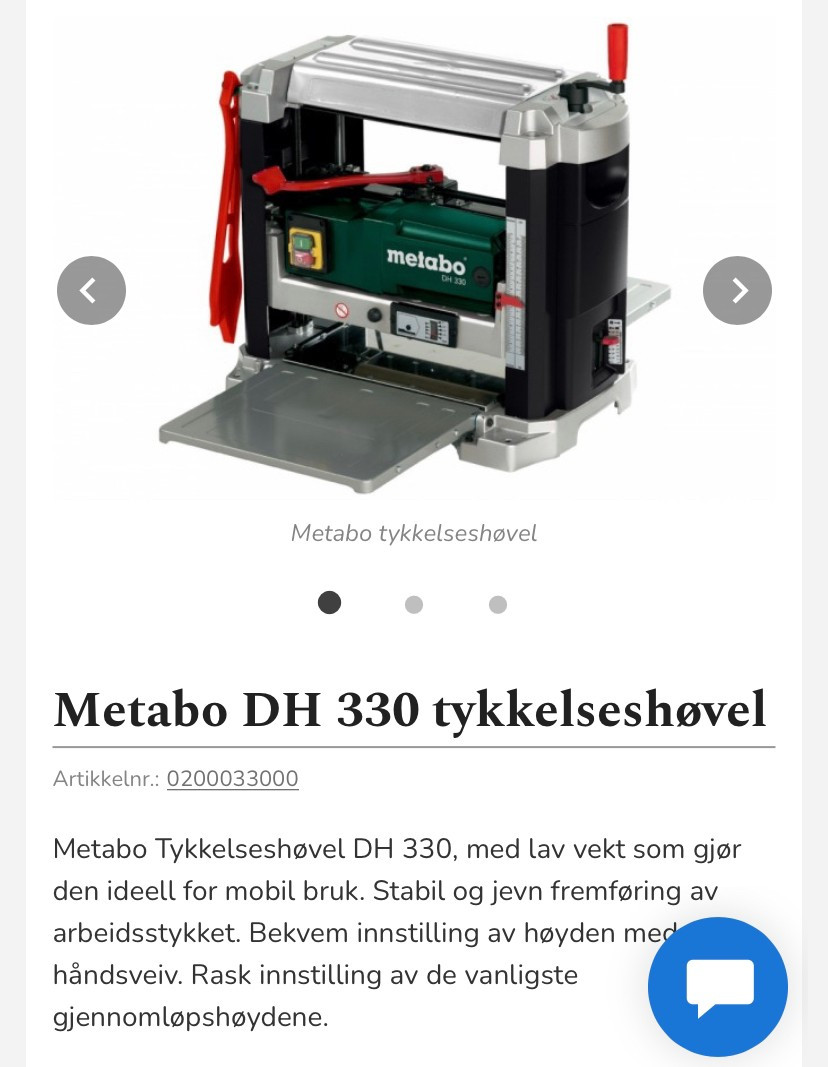 metabo
DH 330
Metabo tykkelseshøvel
Metabo DH 330 tykkelseshøvel
Artikkelnr.: 0200033000
Metabo Tykkelseshøvel DH 330, med lav vekt som gjør
den ideell for mobil bruk. Stabil og jevn fremføring av
arbeidsstykket. Bekvem innstilling av høyden med
håndsveiv. Rask innstilling av de vanligste
gjennomløpshøydene.